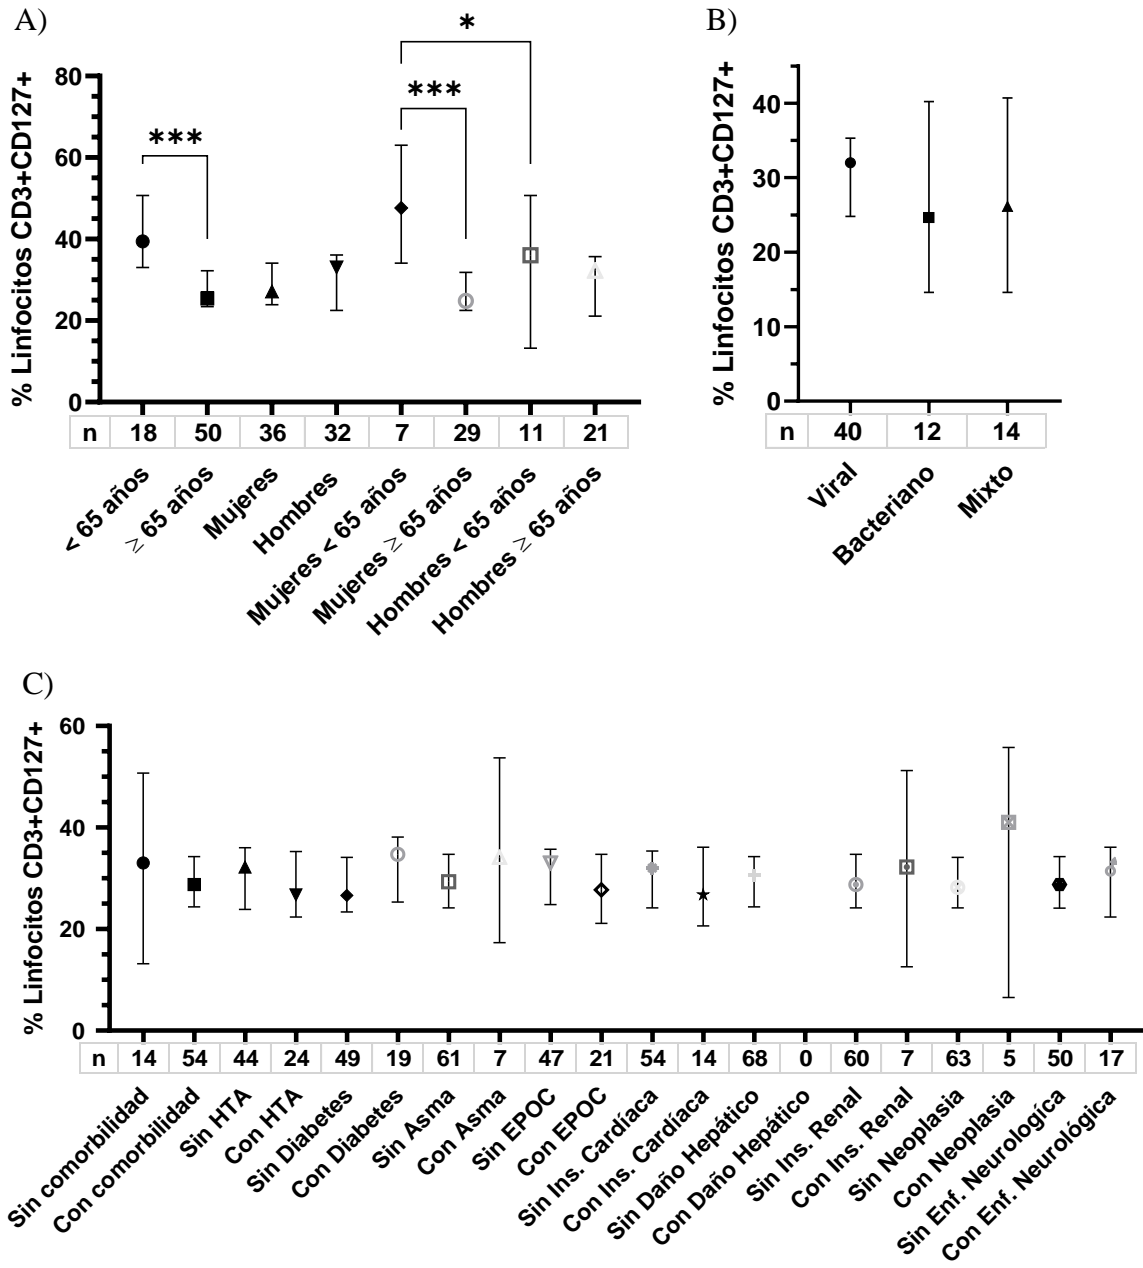 A)
% Linfocitos CD3+CD127+
80
60
40
20
0
***
***
*
n 18 50 36 32 7 29 11 21
< 65 años
≥ 65 años
Mujeres
Hombres
Mujeres < 65 años
Mujeres ≥ 65 años
Hombres < 65 años
Hombres ≥ 65 años
B)
% Linfocitos CD3+CD127+
40
30
20
10
0
n 40 12 14
Viral
Bacteriano
Mixto
C)
% Linfocitos CD3+CD127+
60
40
20
0
n 14 54 44 24 49 19 61 7 47 21 54 14 68 0 60 7 63 5 50 17
Sin comorbilidad
Con comorbilidad
Sin HTA
Con HTA
Sin Diabetes
Con Diabetes
Sin Asma
Con Asma
Sin EPOC
Con EPOC
Sin Ins. Cardíaca
Con Ins. Cardíaca
Sin Daño Hepático
Con Daño Hepático
Sin Ins. Renal
Con Ins. Renal
Sin Neoplasia
Con Neoplasia
Sin Enf. Neurologíca
Con Enf. Neurológica